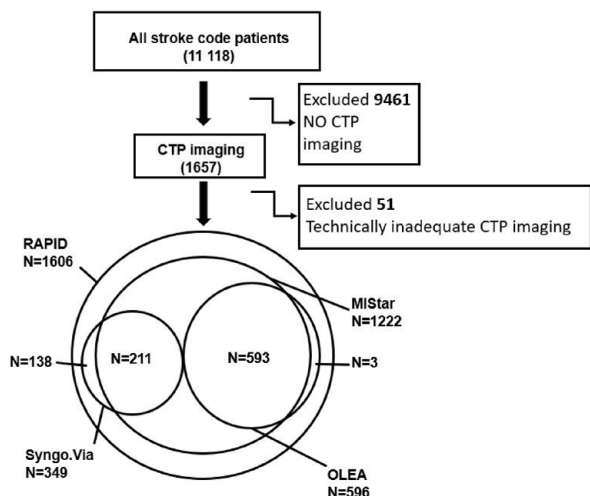 All stroke code patients
(11 118)
Excluded 9461
NO CTP
imaging
CTP imaging
(1657)
Excluded 51
Technically inadequate CTP imaging
RAPID
N=1606
MIStar
N=1222
N=138
N=211
N=593
N=3
Syngo.Via
N=349
OLEA
N=596